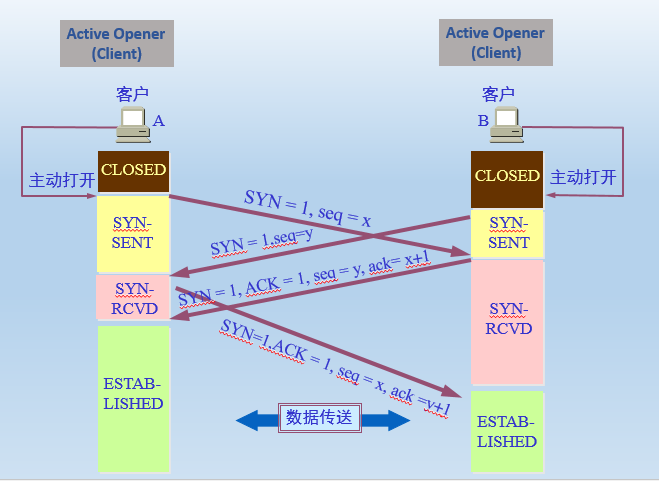 Active Opener
(Client)
Active Opener
(Client)
客户
客户
A
B
主动打开
CLOSED
CLOSED
主动打开
SYN = 1, seq = x
SYN-
SENT
SYN-
SENT
SYN = 1.seq=y
SYN = 1, ACK = 1, seq = y, ack= x+1
SYN-
RCVD
SYN-
RCVD
SYN=1,ACK = 1, seq = x, ack =y+1
ESTAB-
LISHED
数据传送
ESTAB-
LISHED